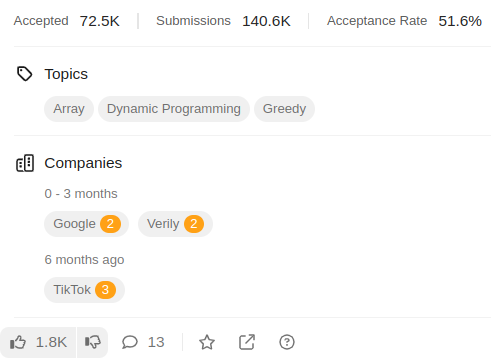 Accepted 72.5K Submissions 140.6K Acceptance Rate 51.6%
Topics
Array Dynamic Programming Greedy
Companies
0 - 3 months
Google 2 Verily 2
6 months ago
TikTok 3
1.8K 13